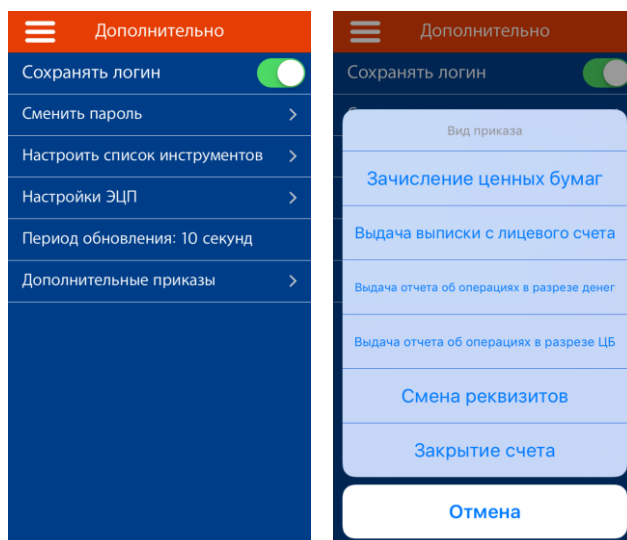 Дополнительно
Сохранять логин
Сменить пароль
Настроить список инструментов
Настройки ЭЦП
Период обновления: 10 секунд
Дополнительные приказы
Дополнительно
Сохранять логин
Вид приказа
Зачисление ценных бумаг
Выдача выписки с лицевого счета
Выдача отчета об операциях в разрезе денег
Выдача отчета об операциях в разрезе ЦБ
Смена реквизитов
Закрытие счета
Отмена